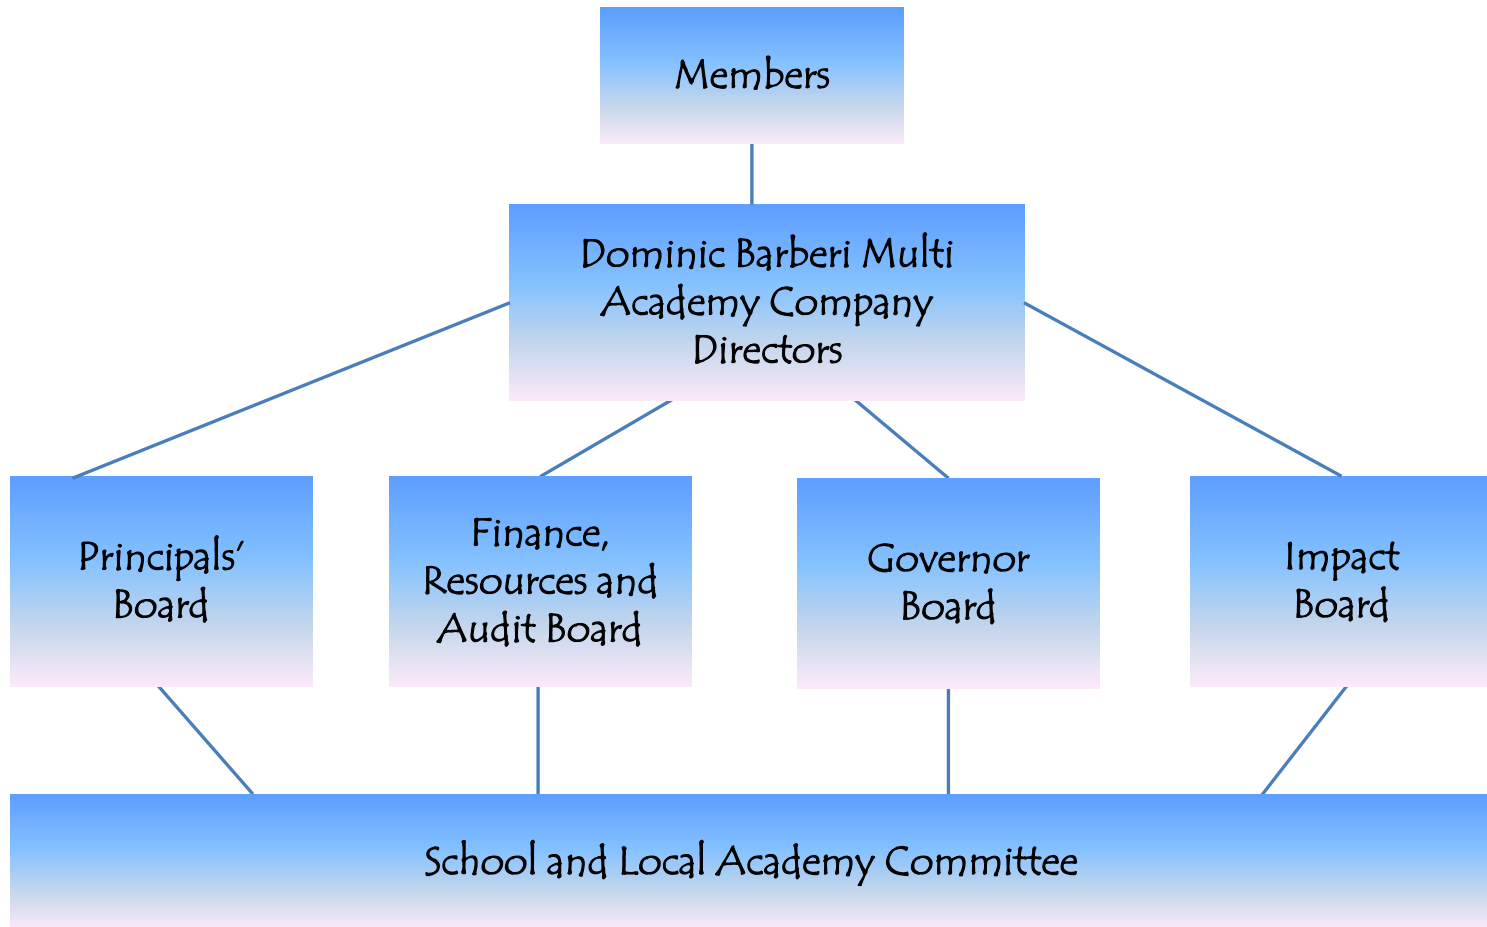 Members
Dominic Barberi Multi
Academy Company
Directors
Principals’
Board
Finance,
Resources and
Audit Board
Governor
Board
Impact
Board
School and Local Academy Committee